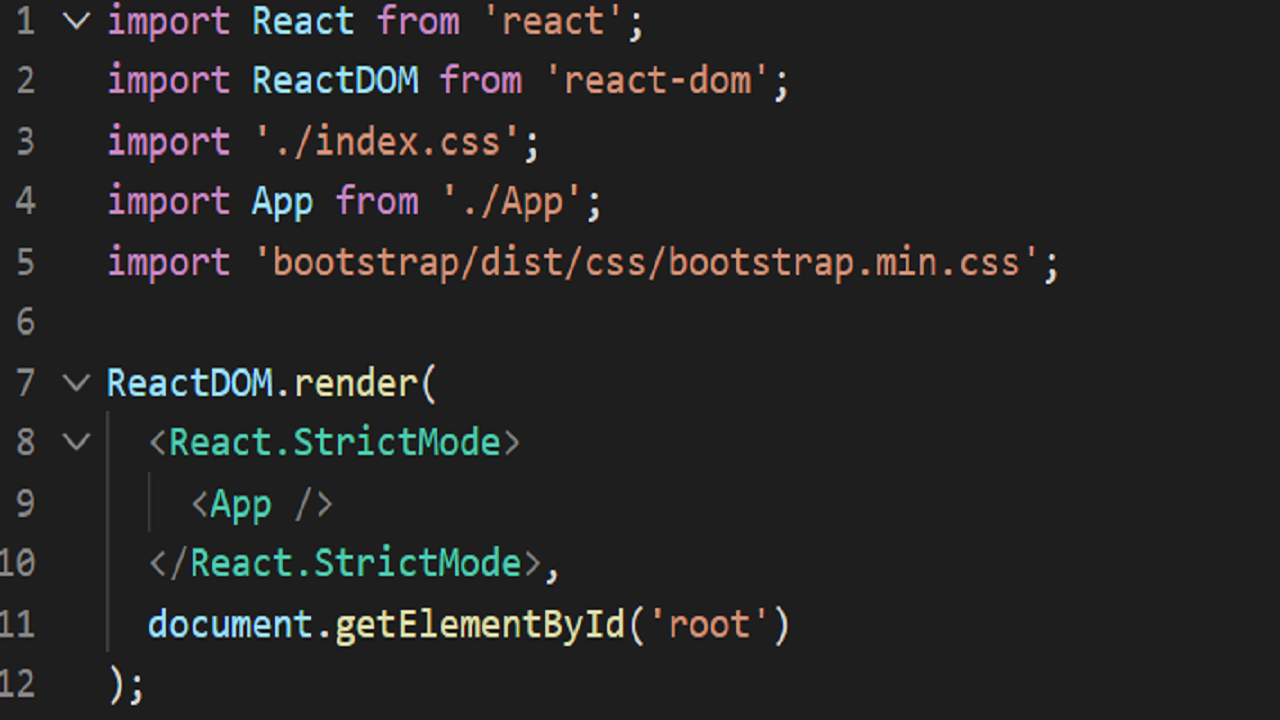 1 import React from 'react';
2 import ReactDOM from 'react-dom';
3 import './index.css';
4 import App from './App';
5 import 'bootstrap/dist/css/bootstrap.min.css';
6
7 ReactDOM.render(
8 <React.StrictMode>
9 <App />
10 </React.StrictMode>,
11 document.getElementById('root')
12 );